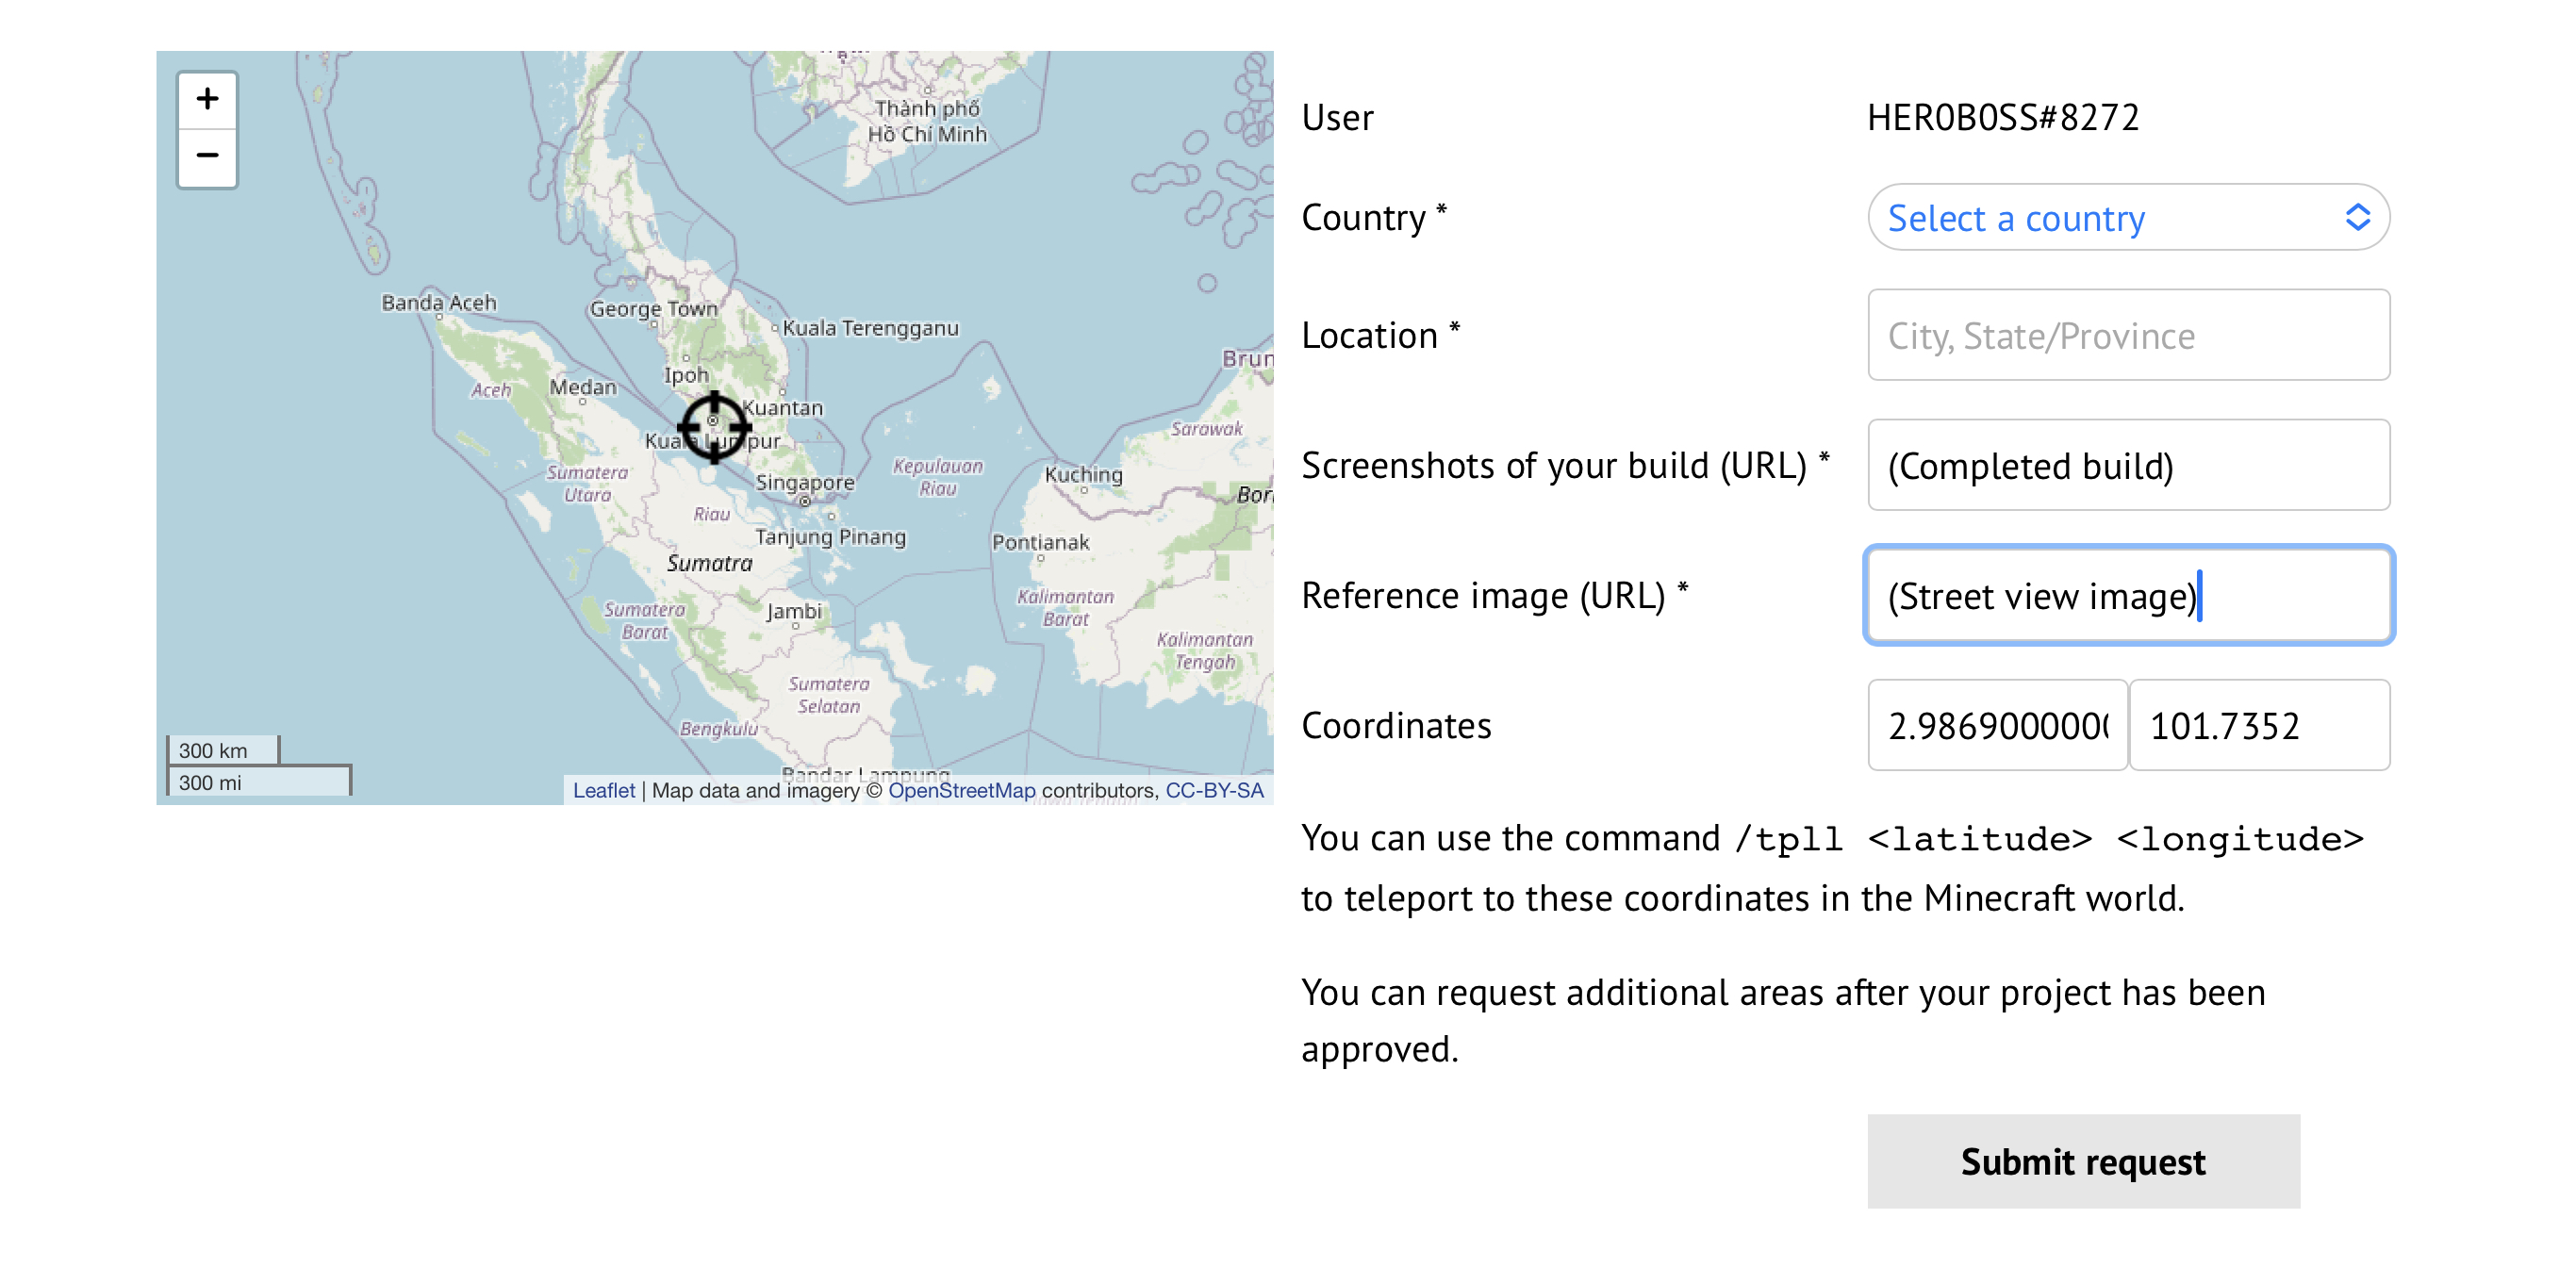 +
−
Thành phố
Hồ Chí Minh
Banda Aceh
George Town
Kuala Terengganu
Ipoh
Aceh
Medan
Kuantan
Kuala Lumpur
Brun
Sarawak
Sumatera
Utara
Kepulauan
Riau
Kuching
Singapore
Bor
Riau
Tanjung Pinang
Pontianak
Sumatra
Sumatera
Barat
Jambi
Kalimantan
Barat
Kalimantan
Tengah
Sumatera
Selatan
Bengkulu
Bandar Lampung
300 km
300 mi
Leaflet | Map data and imagery © OpenStreetMap contributors, CC-BY-SA
User HER0B0SS#8272
Country * Select a country
Location * City, State/Province
Screenshots of your build (URL) * (Completed build)
Reference image (URL) * (Street view image)
Coordinates 2.9869000000 101.7352
You can use the command /tpll <latitude> <longitude>
to teleport to these coordinates in the Minecraft world.
You can request additional areas after your project has been
approved.
Submit request